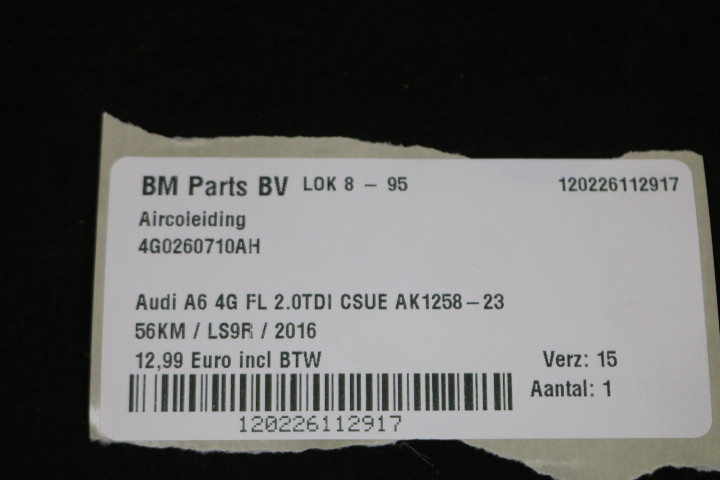 BM Parts BV LOK 8 - 95 120226112917
Aircoleiding
4G0260710AH
Audi A6 4G FL 2.0TDI CSUE AK1258-23
56KM / LS9R / 2016
12,99 Euro incl BTW Verz: 15
Aantal: 1
120226112917